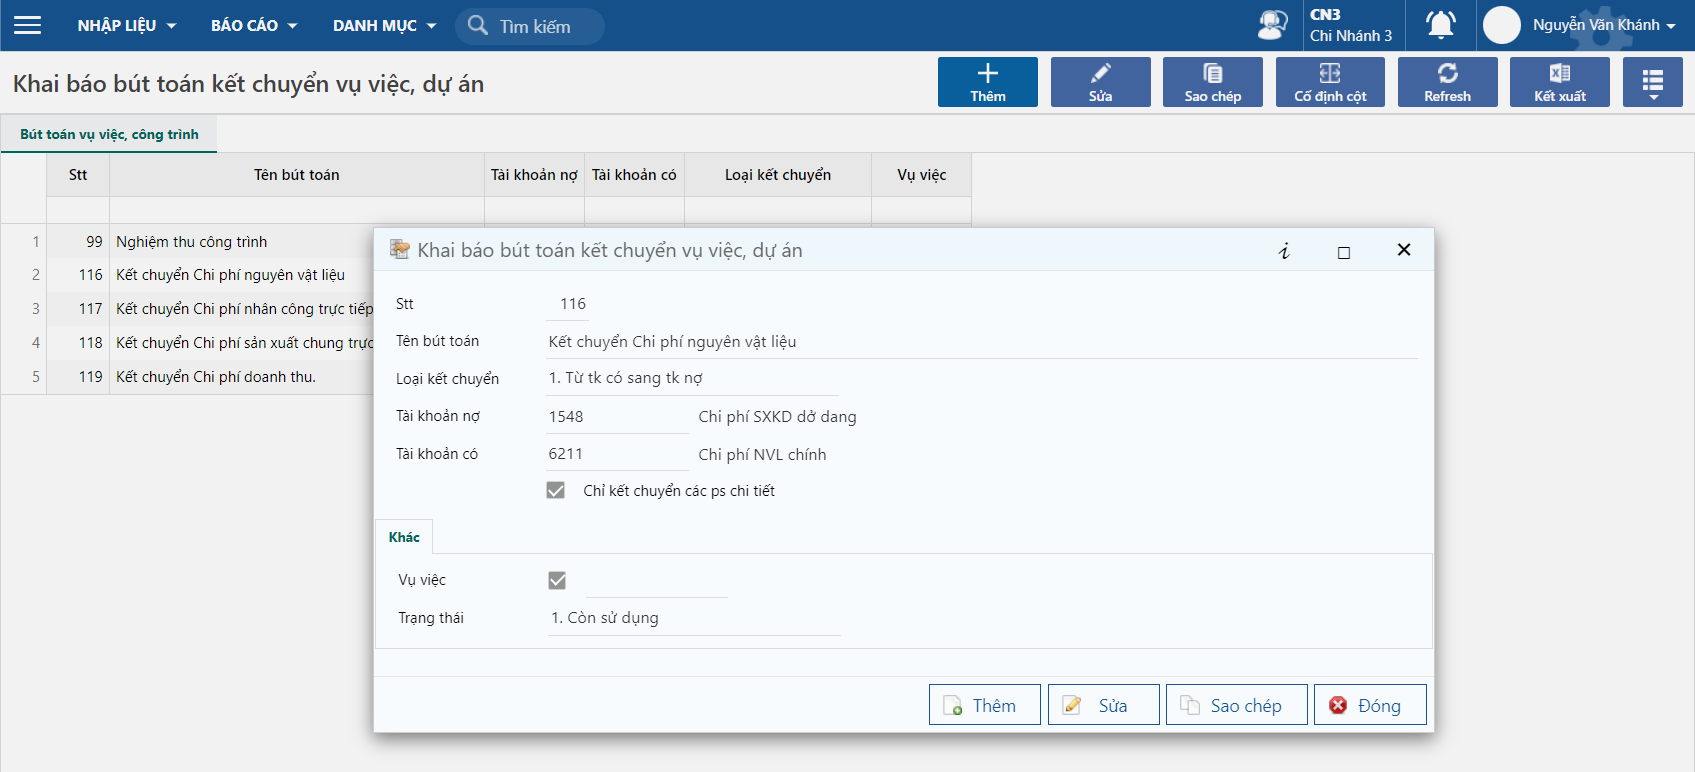 NHẬP LIỆU BÁO CÁO DANH MỤC Tìm kiếm CN3 Chi Nhánh 3 Nguyễn Văn Khánh
Khai báo bút toán kết chuyển vụ việc, dự án
Thêm Sửa Sao chép Cố định cột Refresh Kết xuất
Bút toán vụ việc, công trình
Stt Tên bút toán Tài khoản nợ Tài khoản có Loại kết chuyển Vụ việc
1 99 Nghiệm thu công trình
2 116 Kết chuyển Chi phí nguyên vật liệu
3 117 Kết chuyển Chi phí nhân công trực tiếp
4 118 Kết chuyển Chi phí sản xuất chung trực
5 119 Kết chuyển Chi phí doanh thu.
Khai báo bút toán kết chuyển vụ việc, dự án
Stt 116
Tên bút toán Kết chuyển Chi phí nguyên vật liệu
Loại kết chuyển 1. Từ tk có sang tk nợ
Tài khoản nợ 1548 Chi phí SXKD dở dang
Tài khoản có 6211 Chi phí NVL chính
Chỉ kết chuyển các ps chi tiết
Khác
Vụ việc
Trạng thái 1. Còn sử dụng
Thêm Sửa Sao chép Đóng